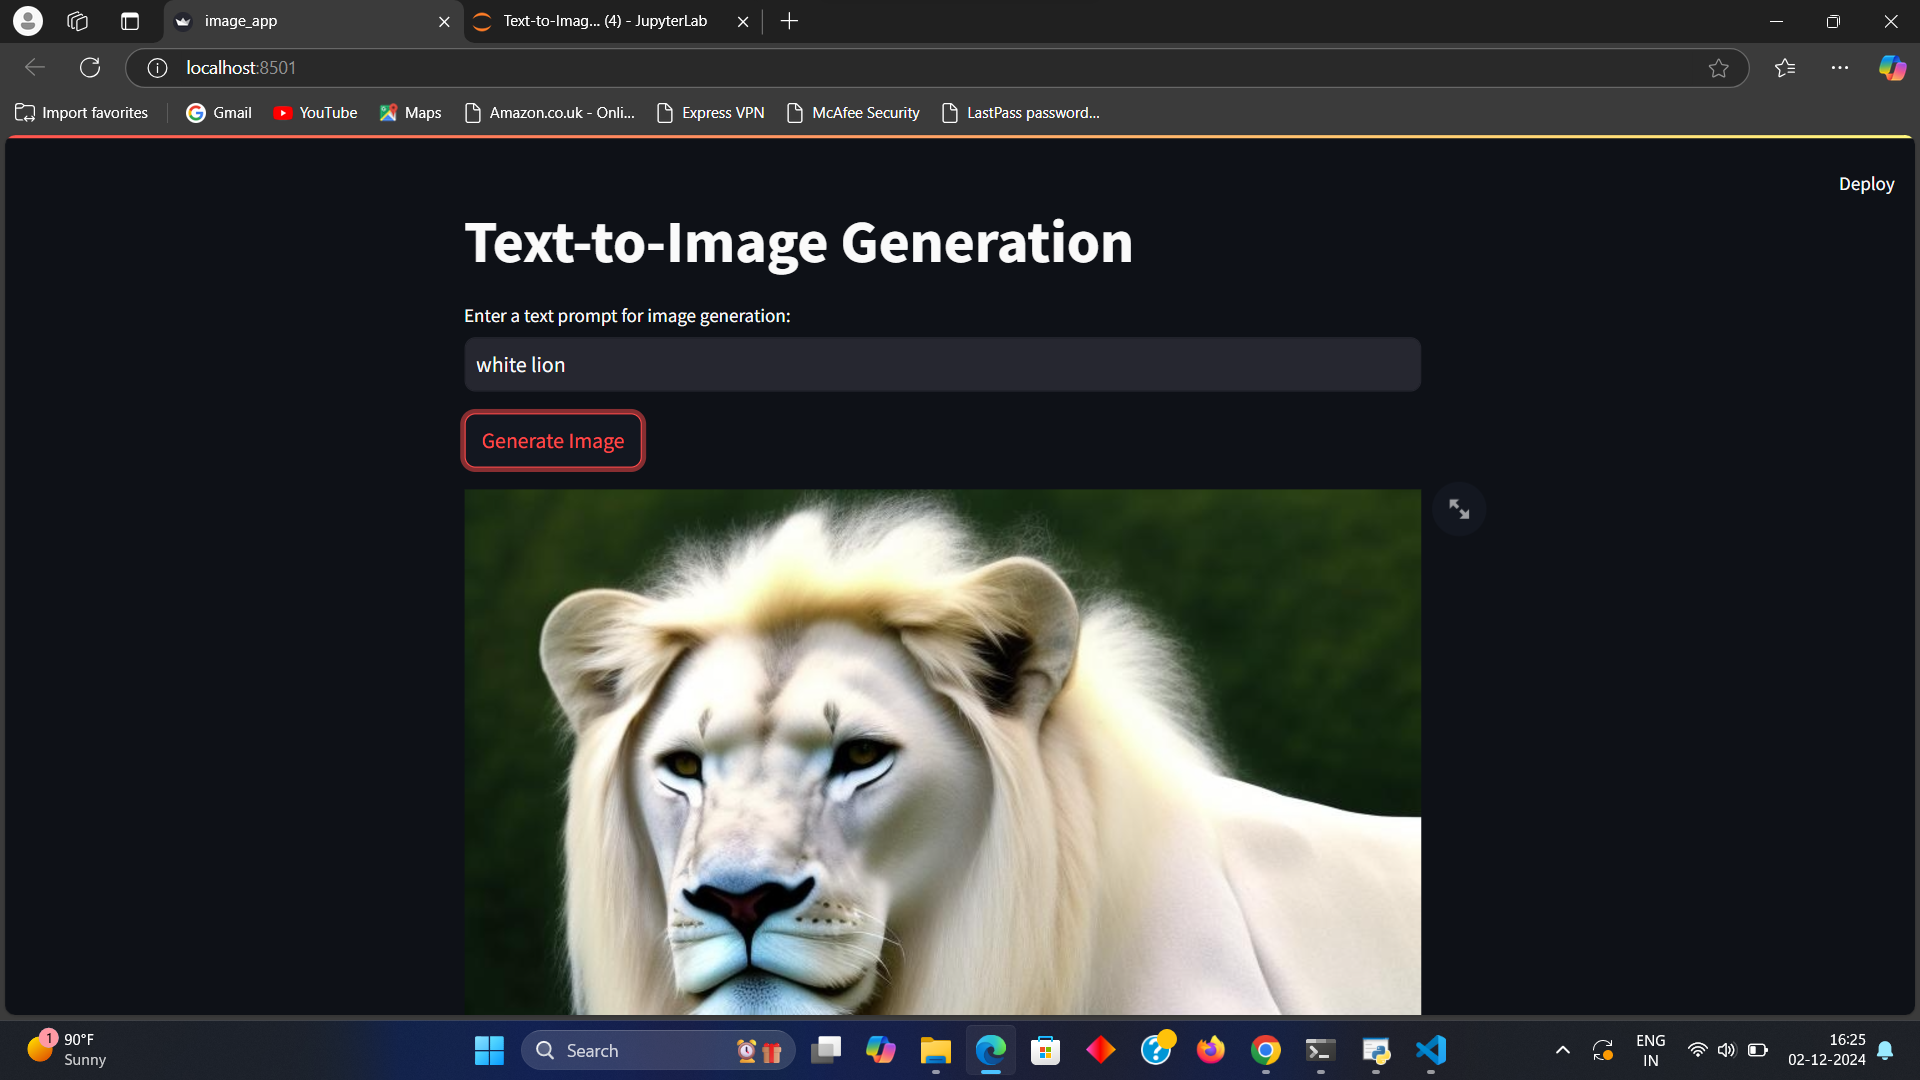 image_app
Text-to-Imag... (4) - JupyterLab
localhost:8501
Import favorites
Gmail
YouTube
Maps
Amazon.co.uk - Onli...
Express VPN
McAfee Security
LastPass password...
Deploy
Text-to-Image Generation
Enter a text prompt for image generation:
white lion
Generate Image
1
90°F
Sunny
Search
?
ENG
IN
16:25
02-12-2024